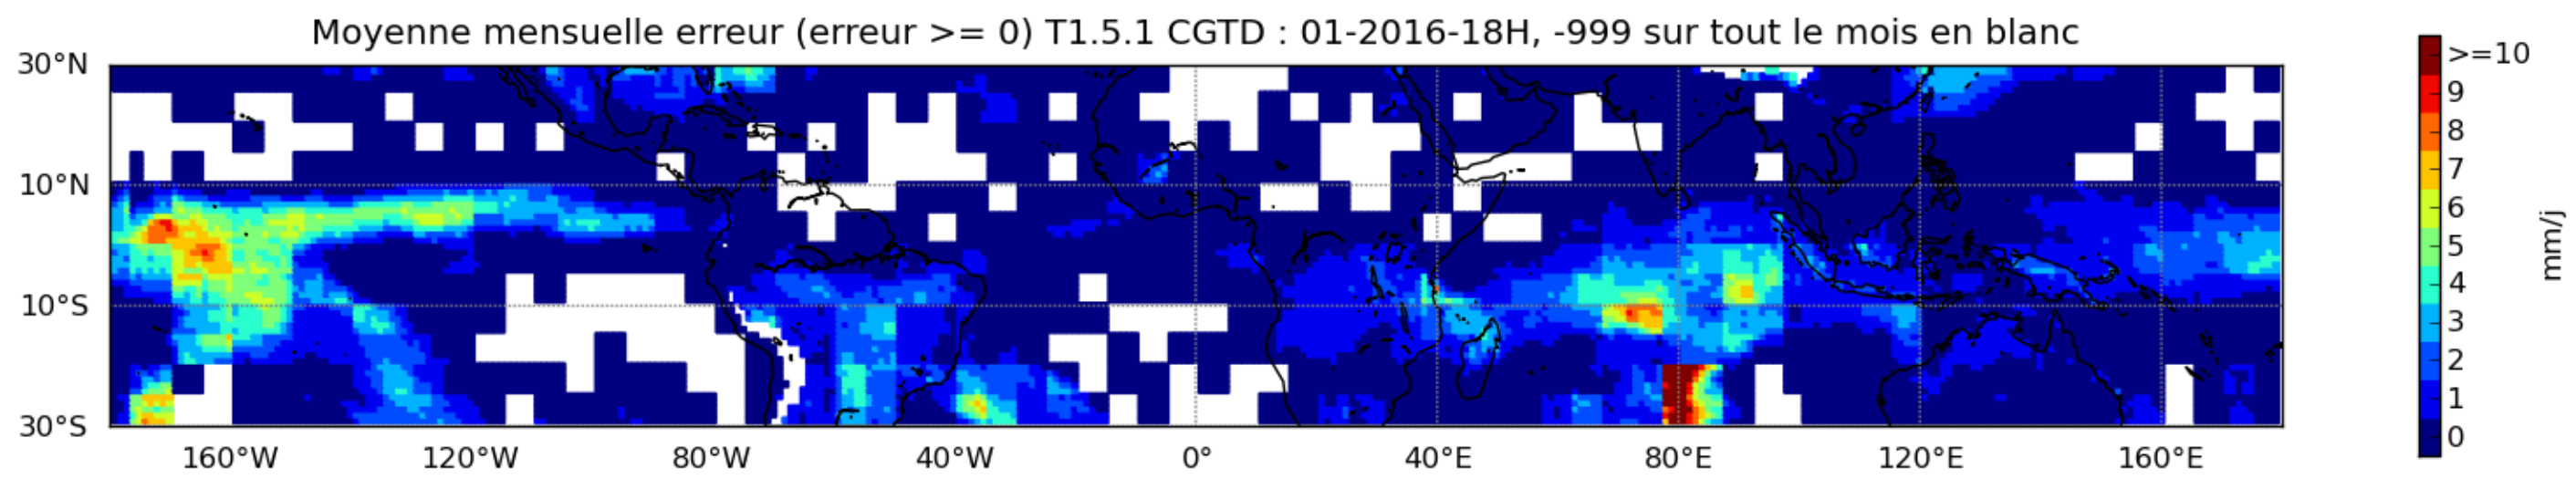 Moyenne mensuelle erreur (erreur >= 0) T1.5.1 CGTD : 01-2016-18H, -999 sur tout le mois en blanc
30°N
10°N
10°S
30°S
160°W 120°W 80°W 40°W 0° 40°E 80°E 120°E 160°E
>=10
9
8
7
6
5
4
3
2
1
0
mm/j